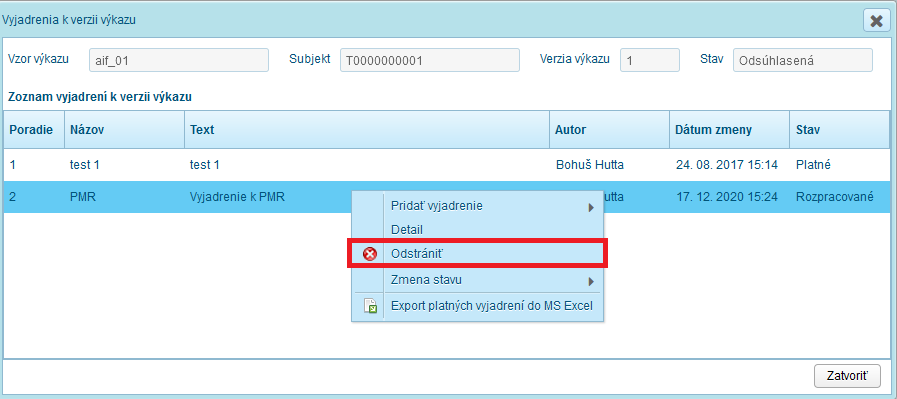 Vyjadrenia k verzii výkazu
Vzor výkazu aif_01 Subjekt T0000000001 Verzia výkazu 1 Stav Odsúhlasená
Zoznam vyjadrení k verzii výkazu
Poradie Názov Text Autor Dátum zmeny Stav
1 test 1 test 1 Bohuš Hutta 24. 08. 2017 15:14 Platné
2 PMR Vyjadrenie k PMR Hutta 17. 12. 2020 15:24 Rozpracované
Pridať vyjadrenie
Detail
Odstrániť
Zmena stavu
Export platných vyjadrení do MS Excel
Zatvoriť